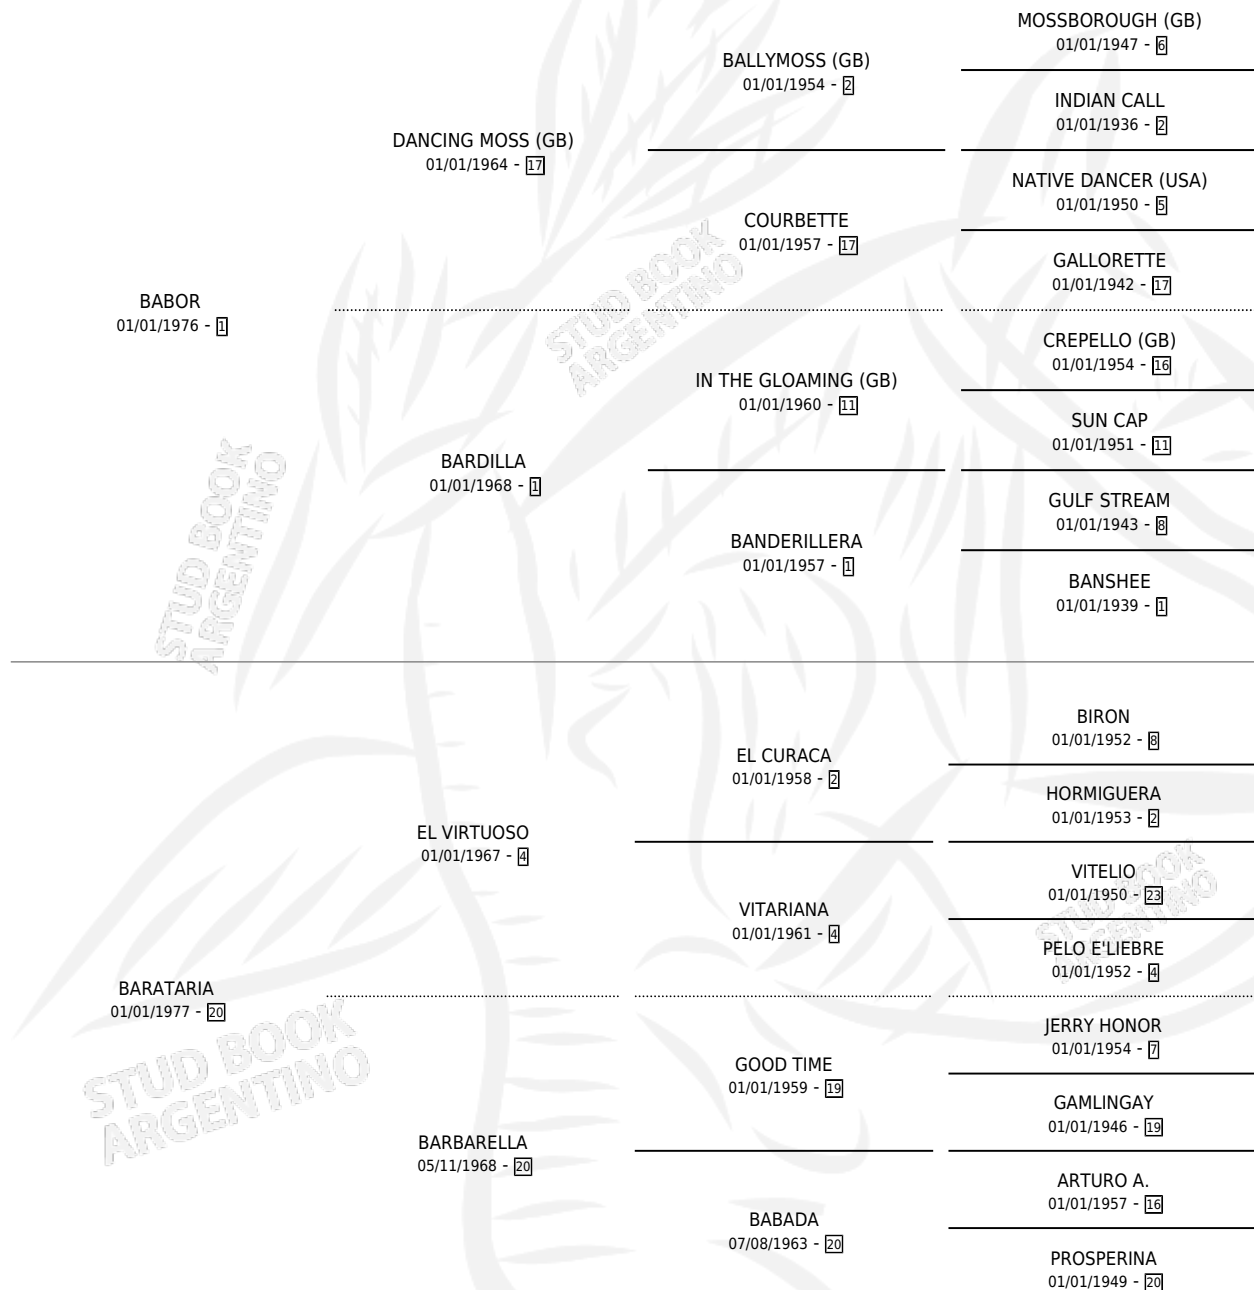 MOSSBOROUGH (GB)
01/01/1947 - 6
BALLYMOSS (GB)
01/01/1954 - 2
INDIAN CALL
01/01/1936 - 2
DANCING MOSS (GB)
01/01/1964 - 17
NATIVE DANCER (USA)
01/01/1950 - 5
COURBETTE
01/01/1957 - 17
GALLORETTE
01/01/1942 - 17
BABOR
01/01/1976 - 1
STUD BOOK
ARGENTINO
CREPELLO (GB)
01/01/1954 - 16
IN THE GLOAMING (GB)
01/01/1960 - 11
SUN CAP
01/01/1951 - 11
BARDILLA
01/01/1968 - 1
GULF STREAM
01/01/1943 - 8
BANDERILLERA
01/01/1957 - 1
BANSHEE
01/01/1939 - 1
STUD BOOK
ARGENTINO
BIRON
01/01/1952 - 8
EL CURACA
01/01/1958 - 2
HORMIGUERA
01/01/1953 - 2
EL VIRTUOSO
01/01/1967 - 4
VITELIO
01/01/1950 - 23
VITARIANA
01/01/1961 - 4
PELO E'LIEBRE
01/01/1952 - 4
STUD BOOK
ARGENTINO
BARATARIA
01/01/1977 - 20
JERRY HONOR
01/01/1954 - 7
GOOD TIME
01/01/1959 - 19
GAMLINGAY
01/01/1946 - 19
STUD BOOK
ARGENTINO
BARBARELLA
05/11/1968 - 20
ARTURO A.
01/01/1957 - 16
BABADA
07/08/1963 - 20
PROSPERINA
01/01/1949 - 20